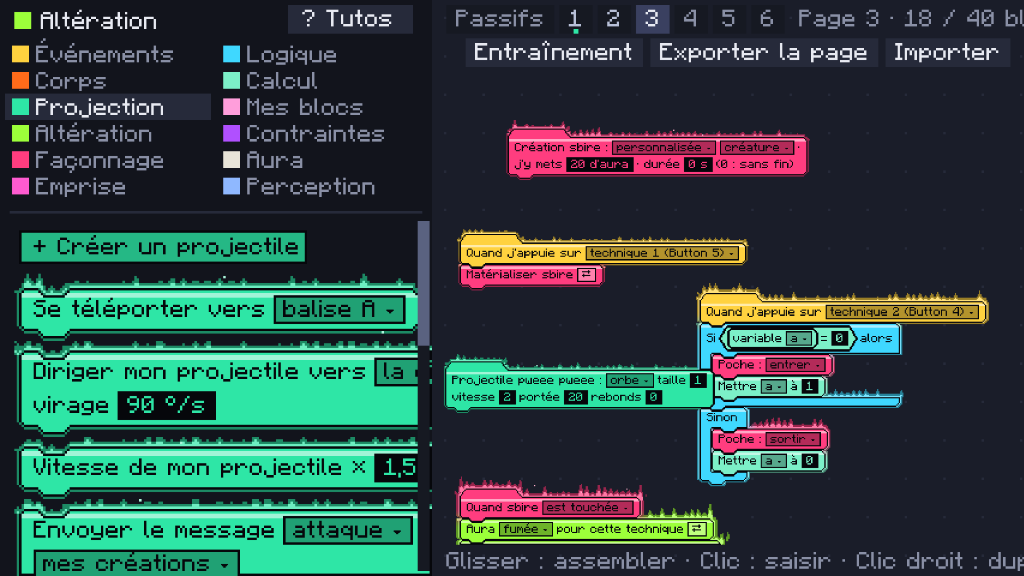 Altération
? Tutos
Événements
Logique
Corps
Calcul
Projection
Mes blocs
Altération
Contraintes
Façonnage
Aura
Emprise
Perception
+ Créer un projectile
Se téléporter vers balise A
Diriger mon projectile vers la
virage 90 º/s
Vitesse de mon projectile × 1,5
Envoyer le message attaque
mes créations
Passifs 1 2 3 4 5 6 Page 3 · 18 / 40 bl
Entraînement Exporter la page Importer
Création sbire : personnalisée créature
j'y mets 20 d'aura · durée 0 s (0 : sans fin)
Quand j'appuie sur technique 1 (Button 5)
Matérialiser sbire ⇄
Quand j'appuie sur technique 2 (Button 4)
Si variable a = 0 alors
Poche : entrer
Mettre a à 1
Sinon
Poche : sortir
Mettre a à 0
Projectile pueee pueee : orbe taille 1
vitesse 2 portée 20 rebonds 0
Quand sbire est touchée
Aura fumée pour cette technique ⇄
Glisser : assembler · Clic : saisir · Clic droit : dup